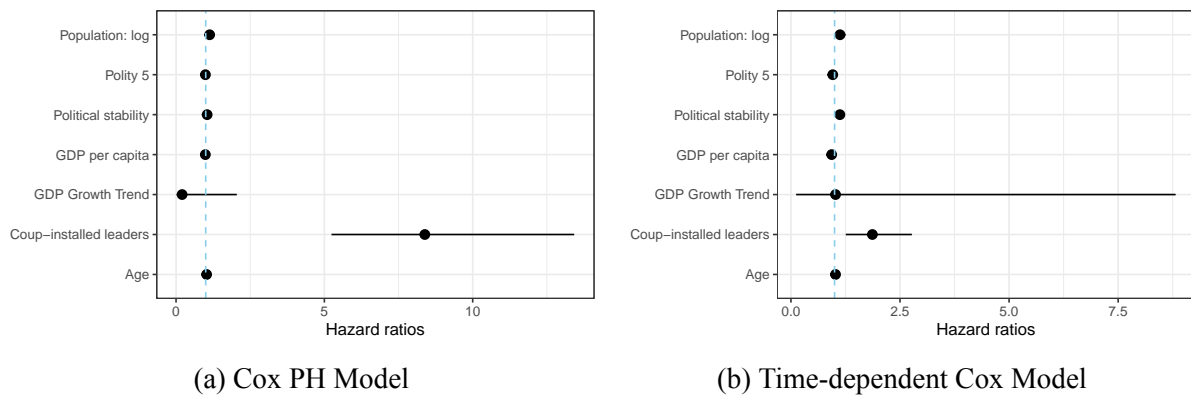 Population: log
Polity 5
Political stability
GDP per capita
GDP Growth Trend
Coup−installed leaders
Age
0
5
10
Hazard ratios
(a) Cox PH Model
Population: log
Polity 5
Political stability
GDP per capita
GDP Growth Trend
Coup−installed leaders
Age
0.0
2.5
5.0
7.5
Hazard ratios
(b) Time-dependent Cox Model